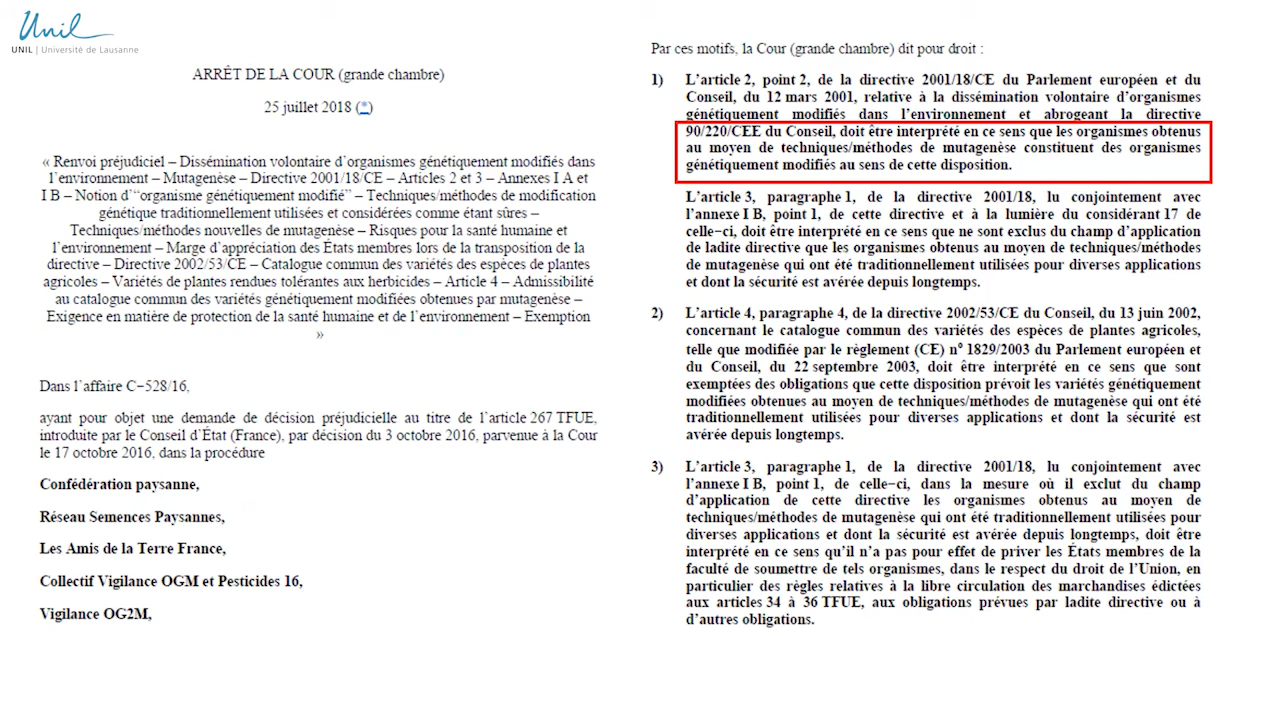 Unil
UNIL | Université de Lausanne
ARRÊT DE LA COUR (grande chambre)
25 juillet 2018 (*)
« Renvoi préjudiciel – Dissémination volontaire d'organismes génétiquement modifiés dans
l'environnement – Mutagenèse – Directive 2001/18/CE – Articles 2 et 3 – Annexes I A et
I B – Notion d'“organisme génétiquement modifié” – Techniques/méthodes de modification
génétique traditionnellement utilisées et considérées comme étant sûres –
Techniques/méthodes nouvelles de mutagenèse – Risques pour la santé humaine et
l'environnement – Marge d'appréciation des États membres lors de la transposition de la
directive – Directive 2002/53/CE – Catalogue commun des variétés des espèces de plantes
agricoles – Variétés de plantes rendues tolérantes aux herbicides – Article 4 – Admissibilité
au catalogue commun des variétés génétiquement modifiées obtenues par mutagenèse –
Exigence en matière de protection de la santé humaine et de l'environnement – Exemption
»
Dans l'affaire C−528/16,
ayant pour objet une demande de décision préjudicielle au titre de l'article 267 TFUE,
introduite par le Conseil d'État (France), par décision du 3 octobre 2016, parvenue à la Cour
le 17 octobre 2016, dans la procédure
Confédération paysanne,
Réseau Semences Paysannes,
Les Amis de la Terre France,
Collectif Vigilance OGM et Pesticides 16,
Vigilance OG2M,
Par ces motifs, la Cour (grande chambre) dit pour droit :
1) L'article 2, point 2, de la directive 2001/18/CE du Parlement européen et du
Conseil, du 12 mars 2001, relative à la dissémination volontaire d'organismes
génétiquement modifiés dans l'environnement et abrogeant la directive
90/220/CEE du Conseil, doit être interprété en ce sens que les organismes obtenus
au moyen de techniques/méthodes de mutagenèse constituent des organismes
génétiquement modifiés au sens de cette disposition.
L'article 3, paragraphe 1, de la directive 2001/18, lu conjointement avec
l'annexe I B, point 1, de cette directive et à la lumière du considérant 17 de
celle−ci, doit être interprété en ce sens que ne sont exclus du champ d'application
de ladite directive que les organismes obtenus au moyen de techniques/méthodes
de mutagenèse qui ont été traditionnellement utilisées pour diverses applications
et dont la sécurité est avérée depuis longtemps.
2) L'article 4, paragraphe 4, de la directive 2002/53/CE du Conseil, du 13 juin 2002,
concernant le catalogue commun des variétés des espèces de plantes agricoles,
telle que modifiée par le règlement (CE) n° 1829/2003 du Parlement européen et
du Conseil, du 22 septembre 2003, doit être interprété en ce sens que sont
exemptées des obligations que cette disposition prévoit les variétés génétiquement
modifiées obtenues au moyen de techniques/méthodes de mutagenèse qui ont été
traditionnellement utilisées pour diverses applications et dont la sécurité est
avérée depuis longtemps.
3) L'article 3, paragraphe 1, de la directive 2001/18, lu conjointement avec
l'annexe I B, point 1, de celle−ci, dans la mesure où il exclut du champ
d'application de cette directive les organismes obtenus au moyen de
techniques/méthodes de mutagenèse qui ont été traditionnellement utilisées pour
diverses applications et dont la sécurité est avérée depuis longtemps, doit être
interprété en ce sens qu'il n'a pas pour effet de priver les États membres de la
faculté de soumettre de tels organismes, dans le respect du droit de l'Union, en
particulier des règles relatives à la libre circulation des marchandises édictées
aux articles 34 à 36 TFUE, aux obligations prévues par ladite directive ou à
d'autres obligations.